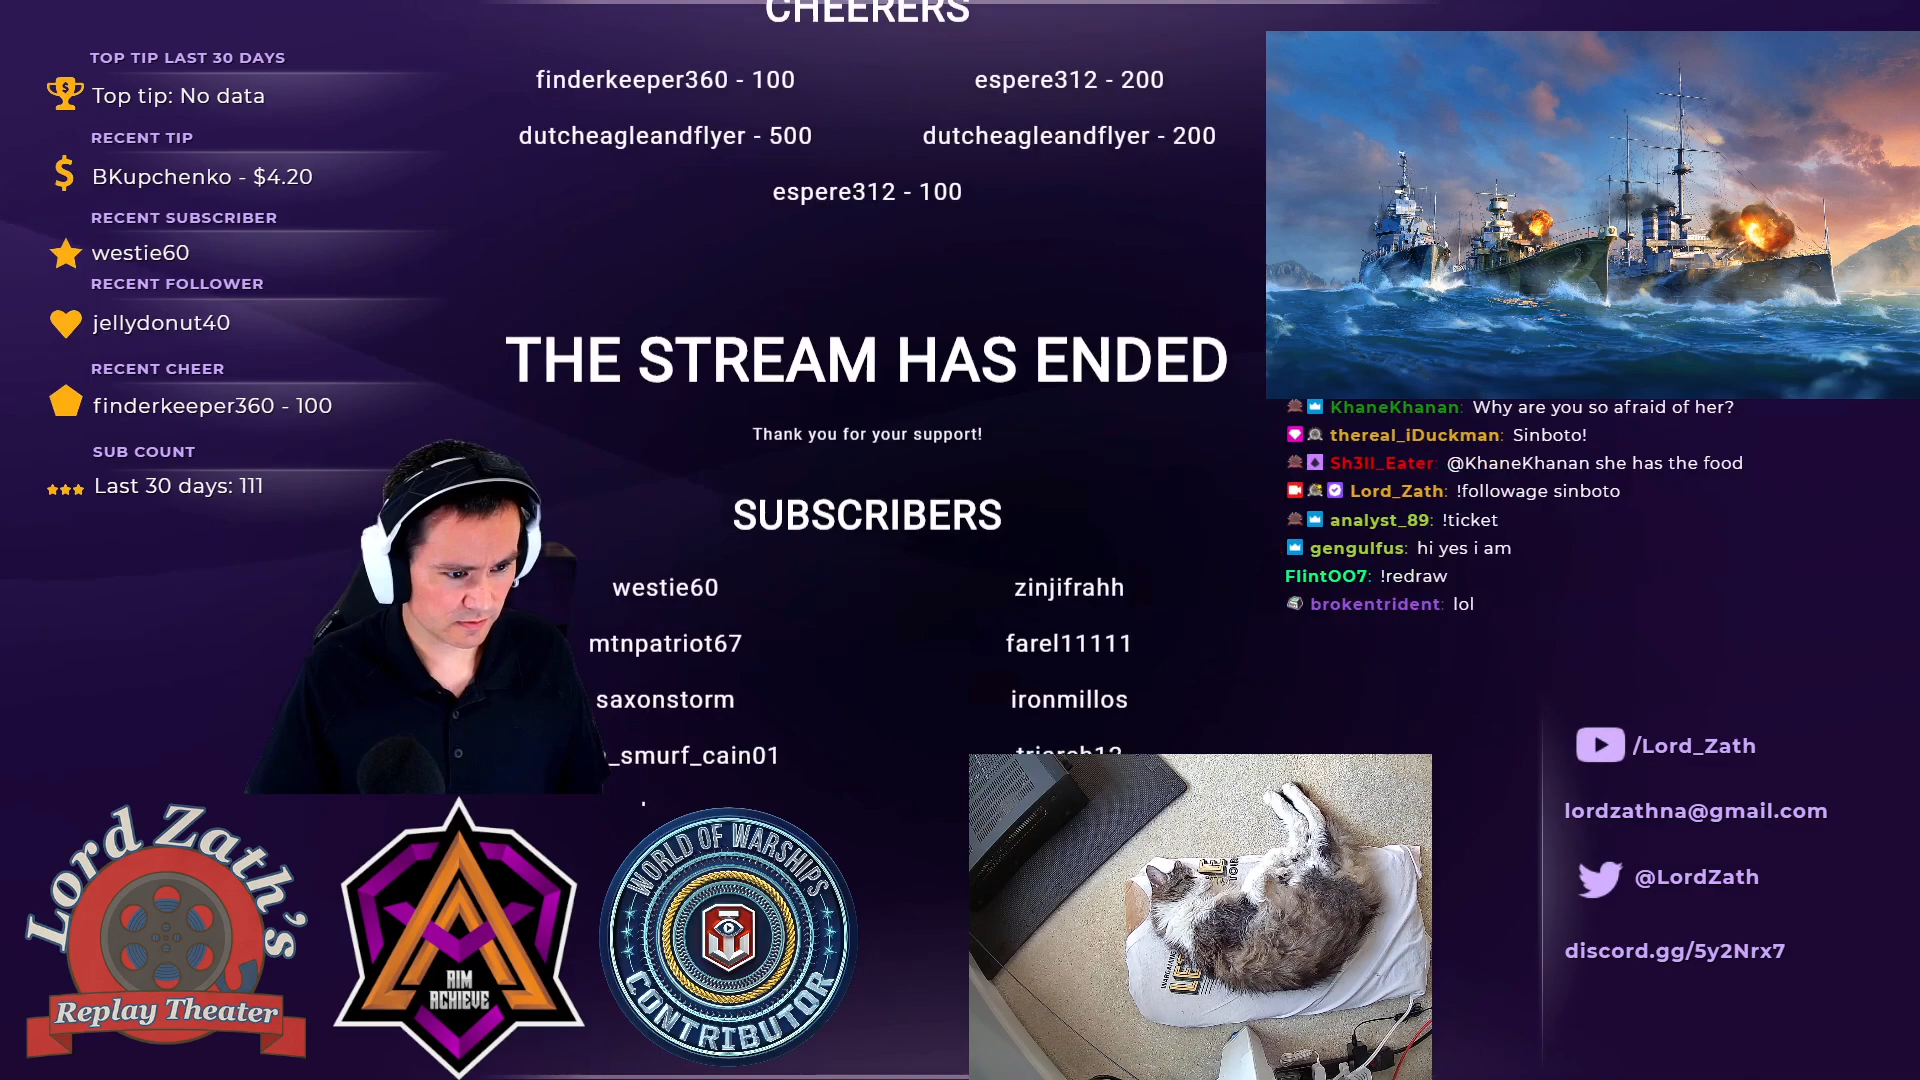 TOP TIP LAST 30 DAYS
Top tip: No data
RECENT TIP
BKupchenko - $4.20
RECENT SUBSCRIBER
westie60
RECENT FOLLOWER
jellydonut40
RECENT CHEER
finderkeeper360 - 100
SUB COUNT
Last 30 days: 111
CHEERERS
finderkeeper360 - 100
espere312 - 200
dutcheagleandflyer - 500
dutcheagleandflyer - 200
espere312 - 100
THE STREAM HAS ENDED
Thank you for your support!
SUBSCRIBERS
westie60
zinjifrahh
mtnpatriot67
farel11111
saxonstorm
ironmillos
_smurf_cain01
KhaneKhanan: Why are you so afraid of her?
thereal_iDuckman: Sinboto!
Sh3ll_Eater: @KhaneKhanan she has the food
Lord_Zath: !followage sinboto
analyst_89: !ticket
gengulfus: hi yes i am
FlintOO7: !redraw
brokentrident: lol
/Lord_Zath
lordzathna@gmail.com
@LordZath
discord.gg/5y2Nrx7
Lord Zath's
Replay Theater
AIM
ACHIEVE
WORLD OF WARSHIPS
CONTRIBUTOR